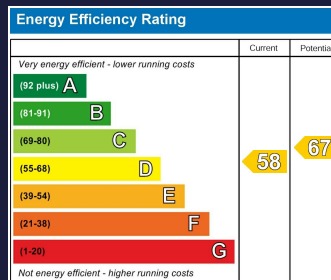 Energy Efficiency Rating
Current Potentia
Very energy efficient - lower running costs
(92 plus) A
(81-91) B
(69-80) C
(55-68) D
(39-54) E
(21-38) F
(1-20) G
58 67
Not energy efficient - higher running costs